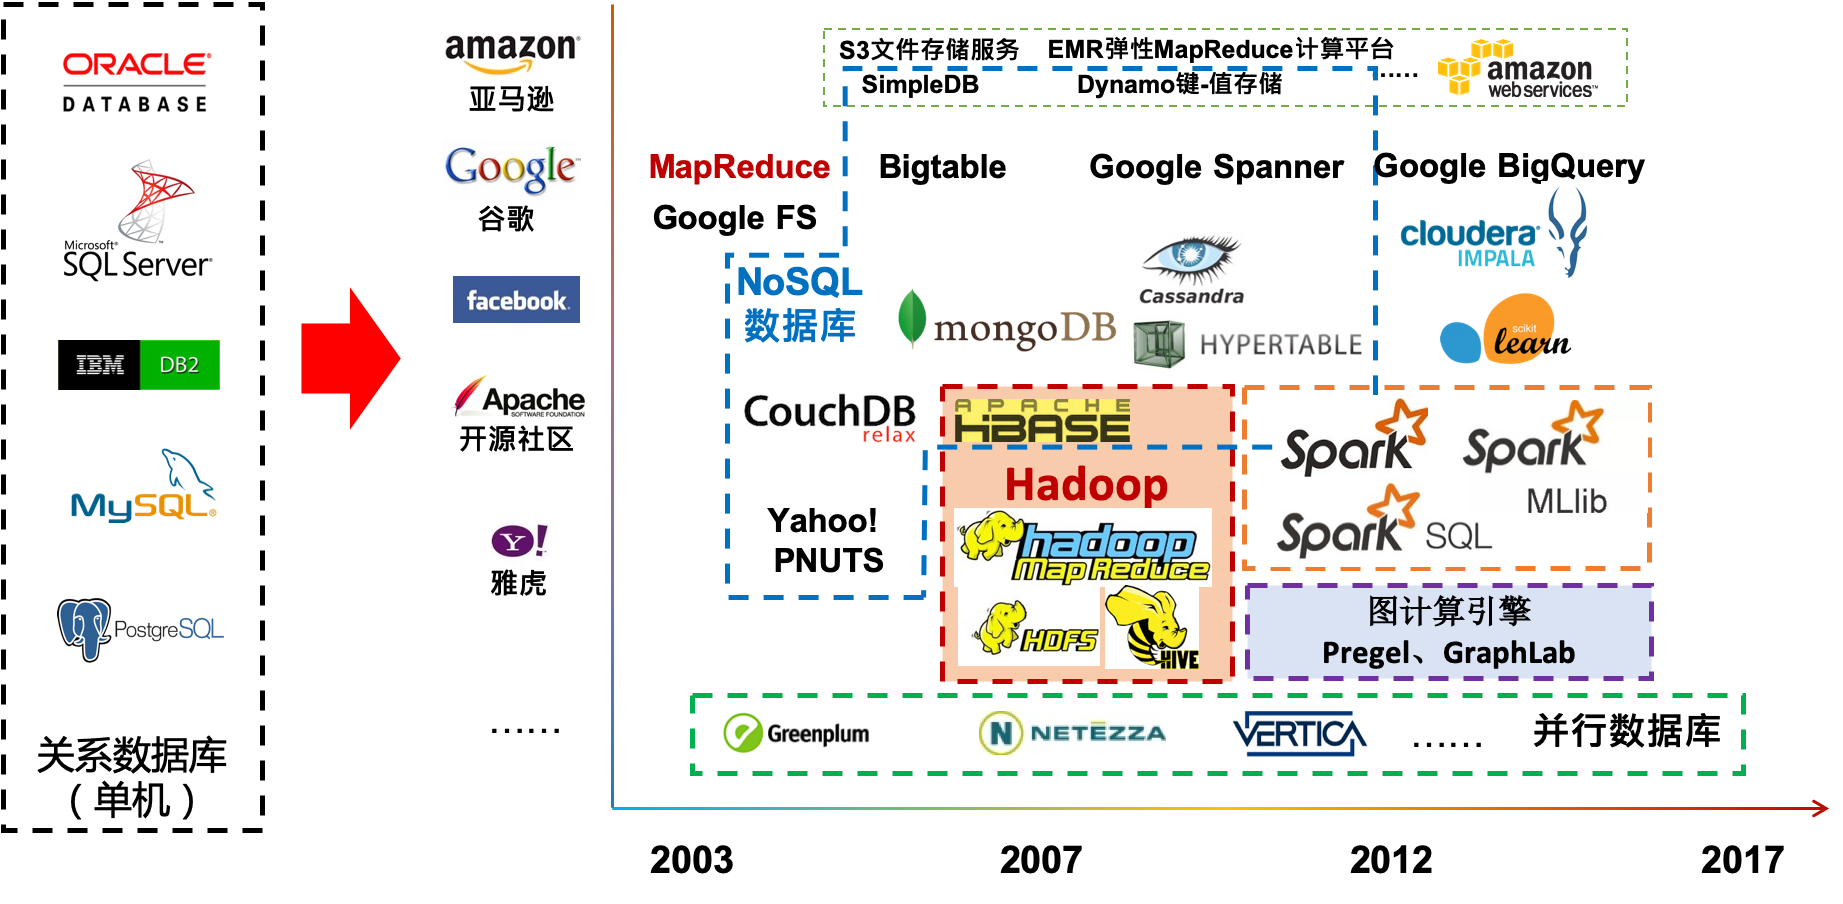 ORACLE
DATABASE
Microsoft
SQL Server
IBM DB2
MySQL
PostgreSQL
关系数据库
（单机）
amazon
亚马逊
Google
谷歌
facebook
Apache
SOFTWARE FOUNDATION
开源社区
Y!
雅虎
……
S3文件存储服务 EMR弹性MapReduce计算平台
SimpleDB Dynamo键-值存储 ……
amazon
web services™
MapReduce Bigtable Google Spanner Google BigQuery
Google FS
NoSQL
数据库
mongoDB
Cassandra
HYPERTABLE
cloudera
IMPALA
scikit
learn
CouchDB
relax
Yahoo!
PNUTS
APACHE
HBASE
Hadoop
hadoop
Map Reduce
HDFS
HIVE
Spark
Spark
MLlib
Spark SQL
图计算引擎
Pregel、GraphLab
Greenplum NETEZZA VERTICA …… 并行数据库
2003 2007 2012 2017